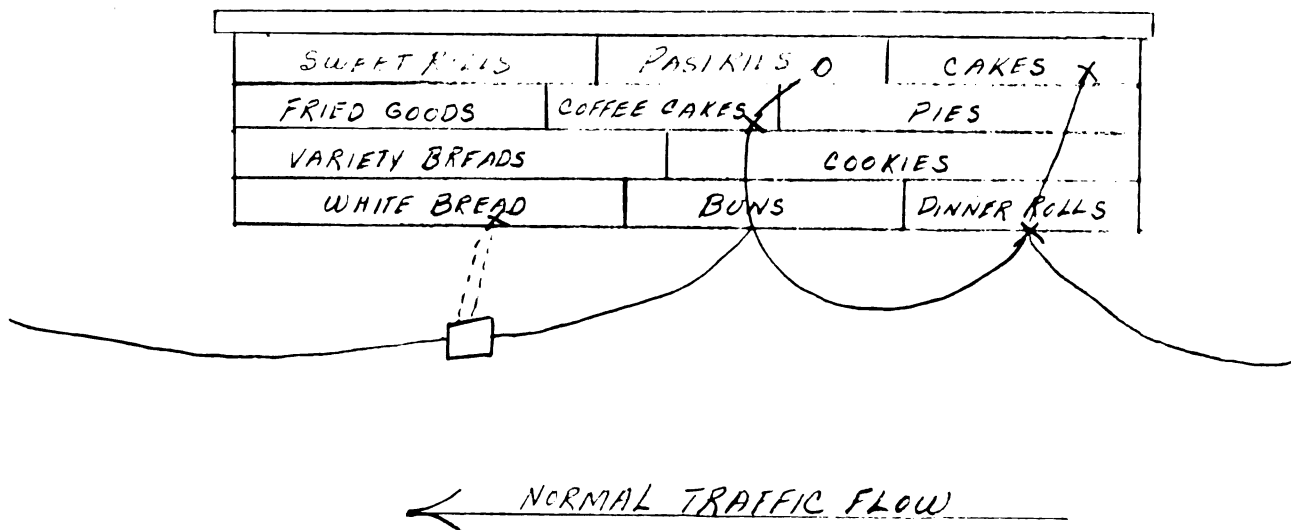 SWEET ROLLS PASTRIES CAKES
FRIED GOODS COFFEE CAKES PIES
VARIETY BREADS COOKIES
WHITE BREAD BUNS DINNER ROLLS
NORMAL TRAFFIC FLOW